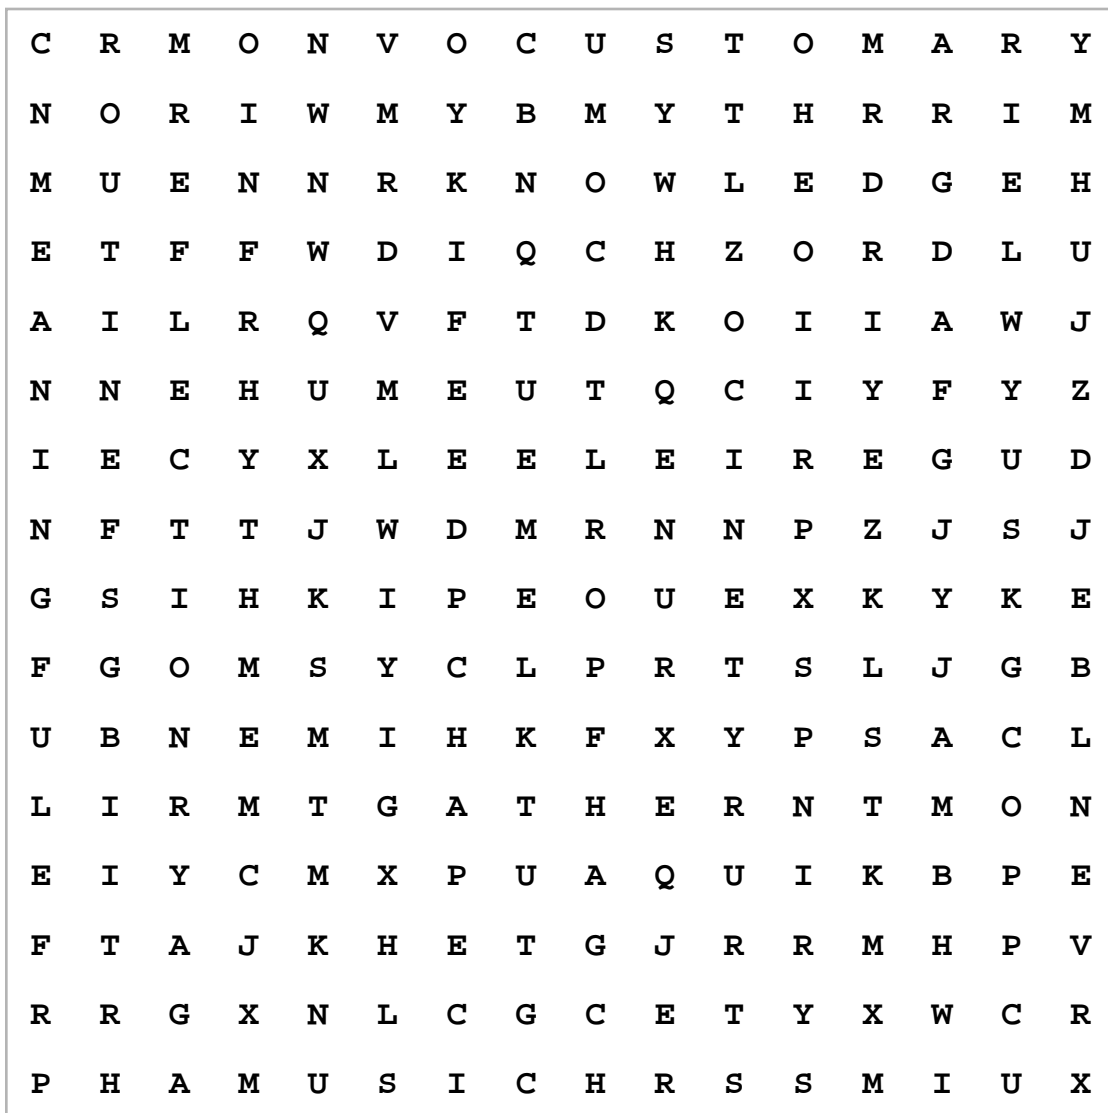 C R M O N V O C U S T O M A R Y
N O R I W M Y B M Y T H R R I M
M U E N N R K N O W L E D G E H
E T F F W D I Q C H Z O R D L U
A I L R Q V F T D K O I I A W J
N N E H U M E U T Q C I Y F Y Z
I E C Y X L E E L E I R E G U D
N F T T J W D M R N N P Z J S J
G S I H K I P E O U E X K Y K E
F G O M S Y C L P R T S L J G B
U B N E M I H K F X Y P S A C L
L I R M T G A T H E R N T M O N
E I Y C M X P U A Q U I K B P E
F T A J K H E T G J R R M H P V
R R G X N L C G C E T Y X W C R
P H A M U S I C H R S S M I U X